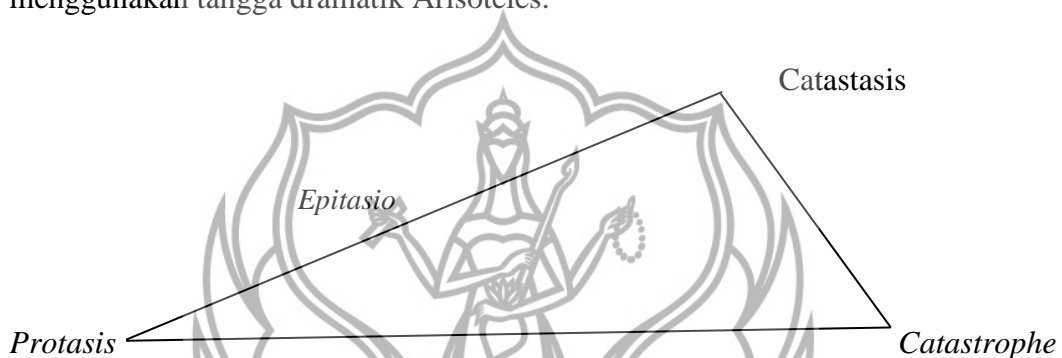 menggunakan tangga dramatik Arisoteles.
Catastasis
Epitasio
Protasis
Catastrophe